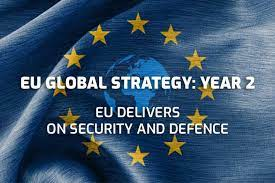 EU GLOBAL STRATEGY: YEAR 2
EU DELIVERS
ON SECURITY AND DEFENCE